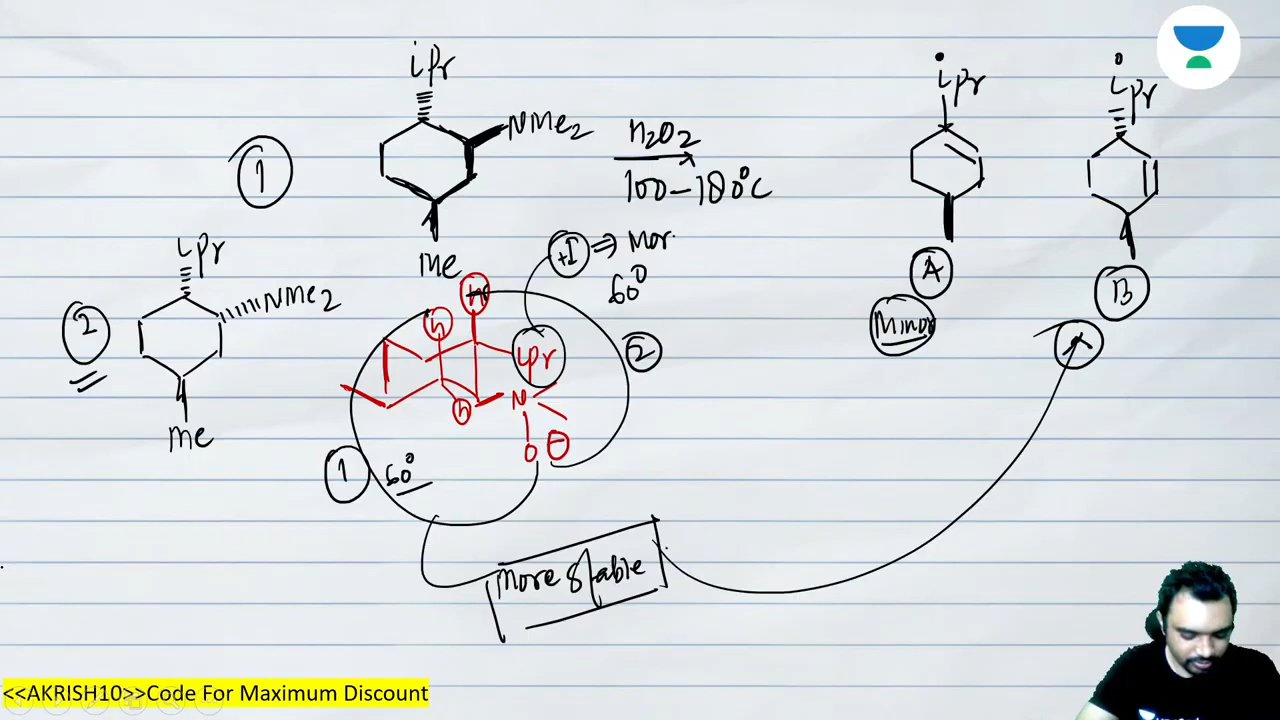 iPr
NMe2
1
H2O2
100-180°C
Me
iPr
iPr
A
Minor
B
iPr
NMe2
2
Me
+I ⇒ Mor.
60°
H
h
iPr
2
N
h
O
1
60°
More Stable
<<AKRISH10>>Code For Maximum Discount